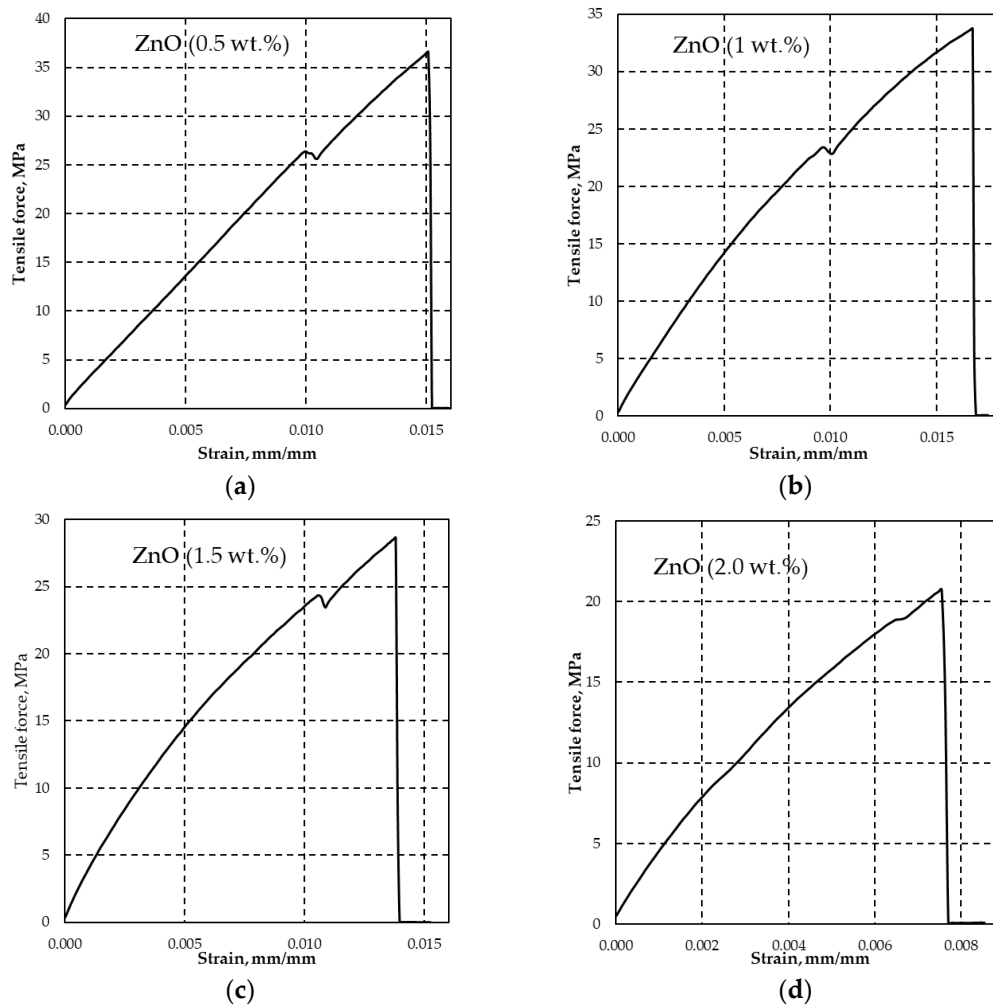 40
35
30
25
20
15
10
5
0
Tensile force, MPa
ZnO (0.5 wt.%)
0.000 0.005 0.010 0.015
Strain, mm/mm
(a)
35
30
25
20
15
10
5
0
Tensile force, MPa
ZnO (1 wt.%)
0.000 0.005 0.010 0.015
Strain, mm/mm
(b)
30
25
20
15
10
5
0
Tensile force, MPa
ZnO (1.5 wt.%)
0.000 0.005 0.010 0.015
Strain, mm/mm
(c)
25
20
15
10
5
0
Tensile force, MPa
ZnO (2.0 wt.%)
0.000 0.002 0.004 0.006 0.008
Strain, mm/mm
(d)